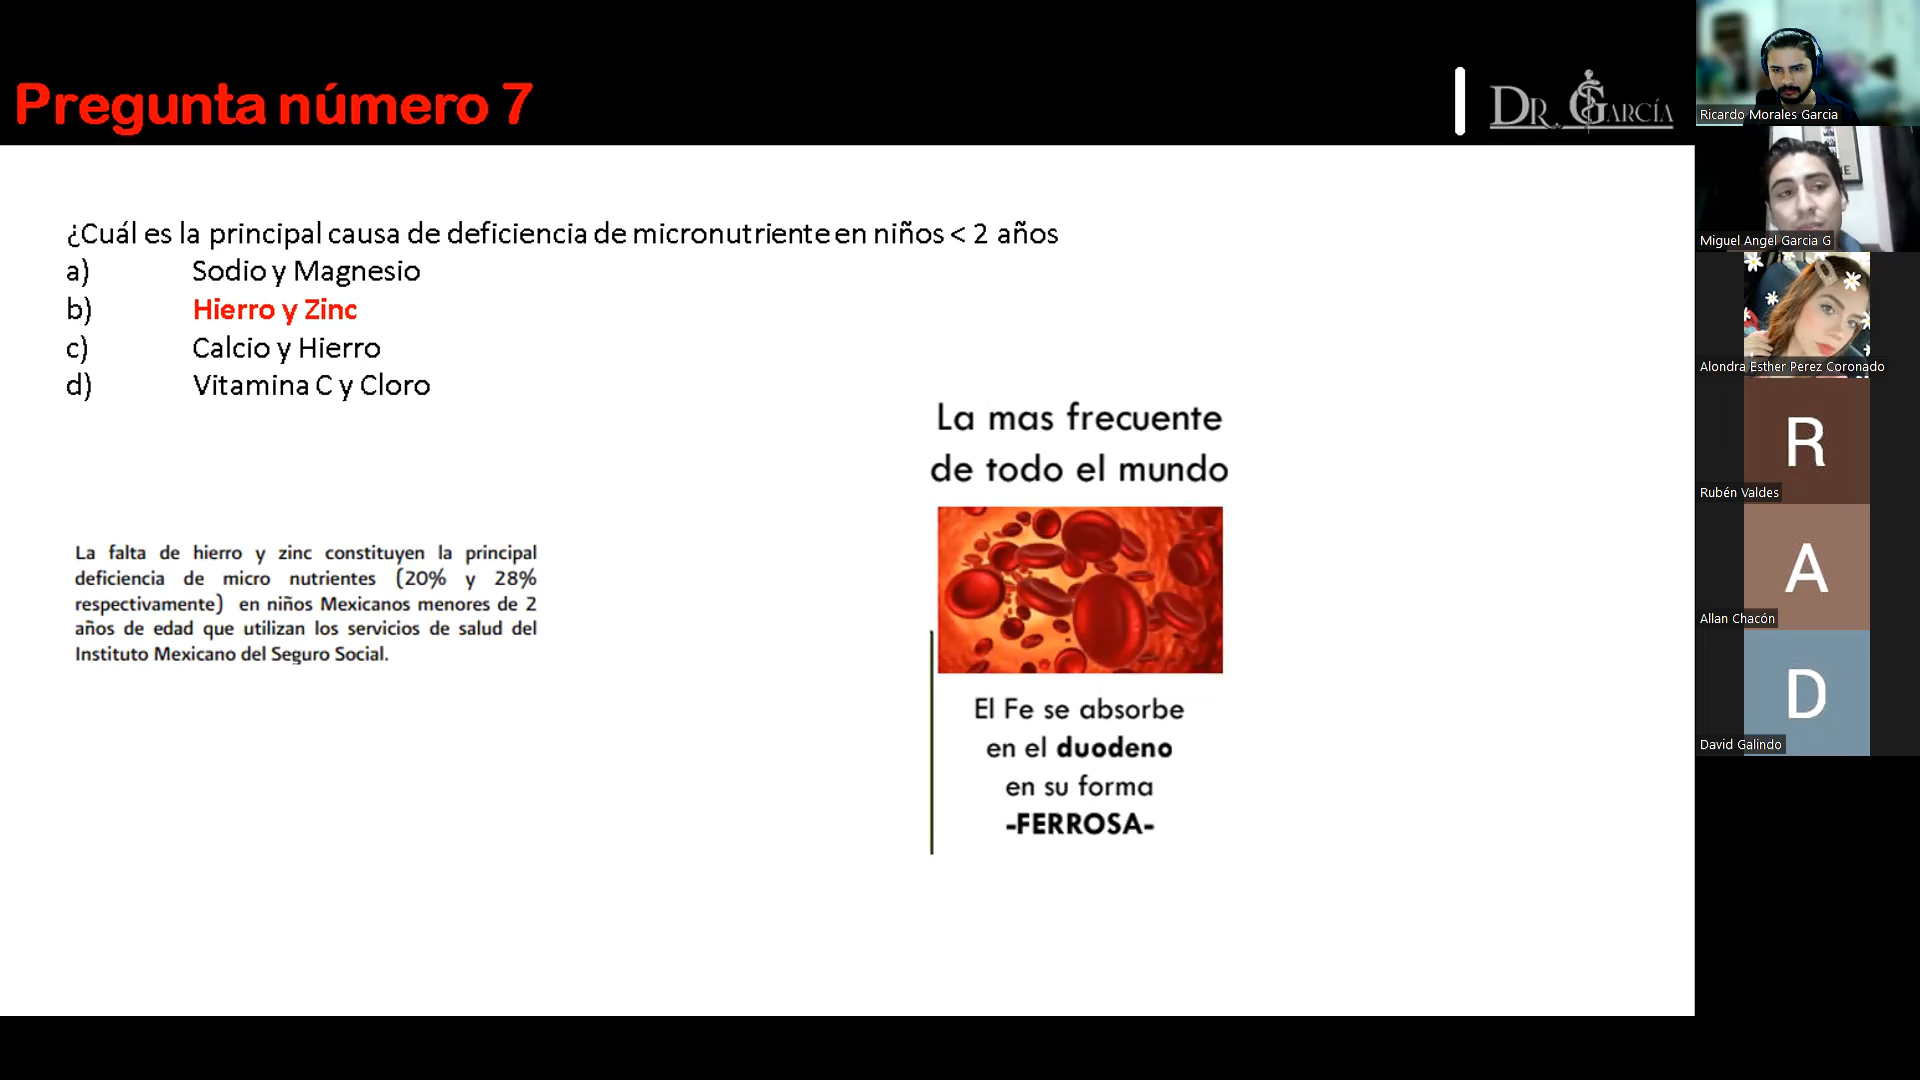 Pregunta número 7
DR. GARCÍA
¿Cuál es la principal causa de deficiencia de micronutriente en niños < 2 años
a) Sodio y Magnesio
b) Hierro y Zinc
c) Calcio y Hierro
d) Vitamina C y Cloro
La mas frecuente
de todo el mundo
La falta de hierro y zinc constituyen la principal
deficiencia de micro nutrientes (20% y 28%
respectivamente) en niños Mexicanos menores de 2
años de edad que utilizan los servicios de salud del
Instituto Mexicano del Seguro Social.
El Fe se absorbe
en el duodeno
en su forma
-FERROSA-
Ricardo Morales Garcia
Miguel Angel Garcia G
Alondra Esther Perez Coronado
R
Rubén Valdes
A
Allan Chacón
D
David Galindo